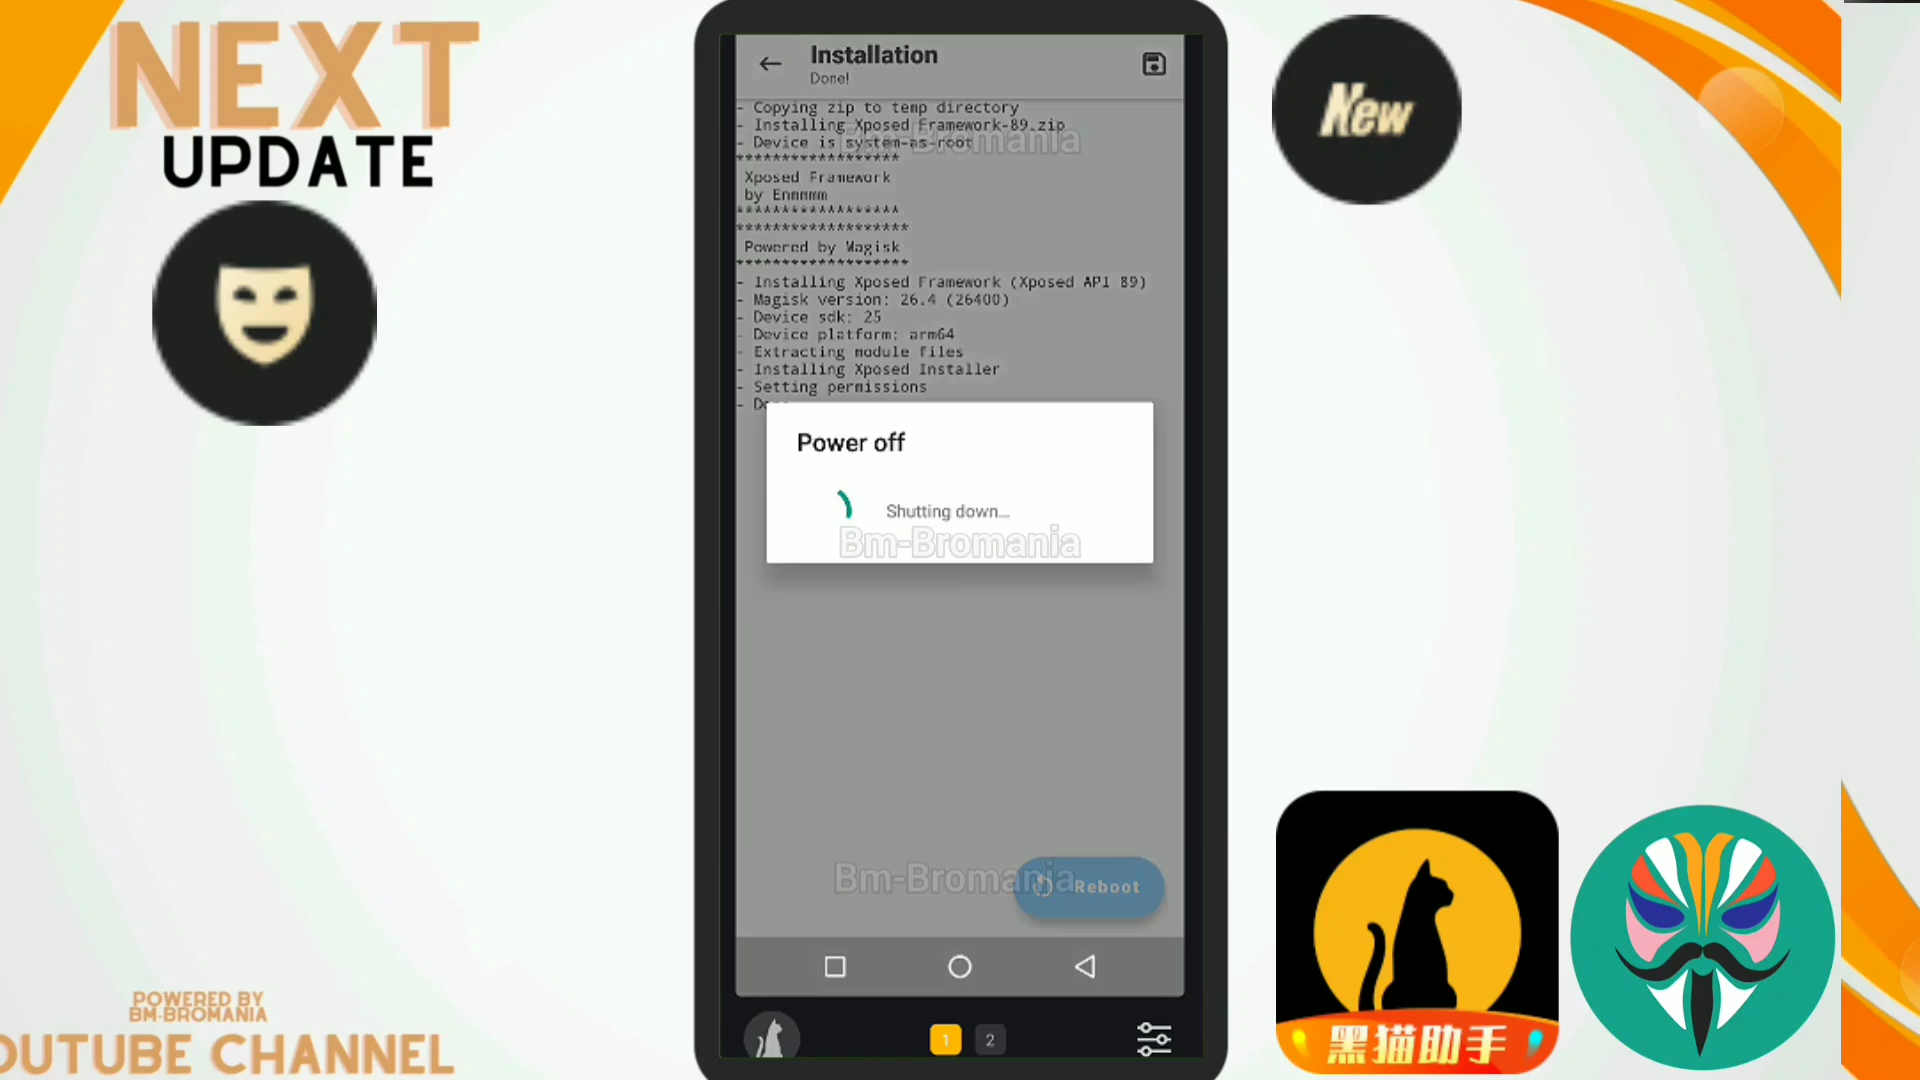 NEXT
UPDATE
New
Installation
Done!
- Copying zip to temp directory
- Installing Xposed Framework-89.zip
- Device is system-as-root
Bm-Bromania
******************
Xposed Framework
by Enmmmm
******************
*******************
Powered by Magisk
*******************
- Installing Xposed Framework (Xposed API 89)
- Magisk version: 26.4 (26400)
- Device sdk: 25
- Device platform: arm64
- Extracting module files
- Installing Xposed Installer
- Setting permissions
Power off
Shutting down...
Bm-Bromania
Bm-Bromania
Reboot
1
2
POWERED BY
BM-BROMANIA
OUTUBE CHANNEL
黑猫助手